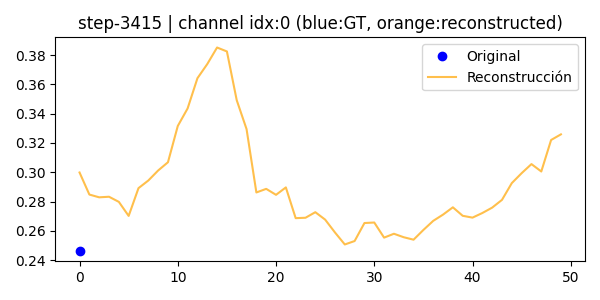 step-3415 | channel idx:0 (blue:GT, orange:reconstructed)
0.38
0.36
0.34
0.32
0.30
0.28
0.26
0.24
Original
Reconstrucción
0 10 20 30 40 50